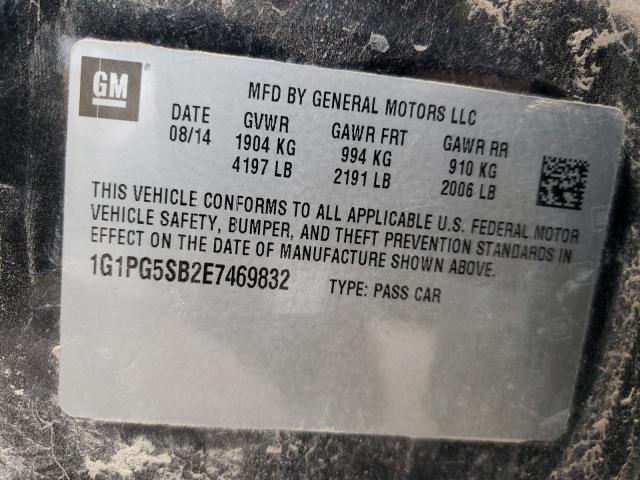 GM ®
MFD BY GENERAL MOTORS LLC
DATE GVWR GAWR FRT GAWR RR
08/14 1904 KG 994 KG 910 KG
4197 LB 2191 LB 2006 LB
THIS VEHICLE CONFORMS TO ALL APPLICABLE U.S. FEDERAL MOTOR
VEHICLE SAFETY, BUMPER, AND THEFT PREVENTION STANDARDS IN
EFFECT ON THE DATE OF MANUFACTURE SHOWN ABOVE.
1G1PG5SB2E7469832 TYPE: PASS CAR